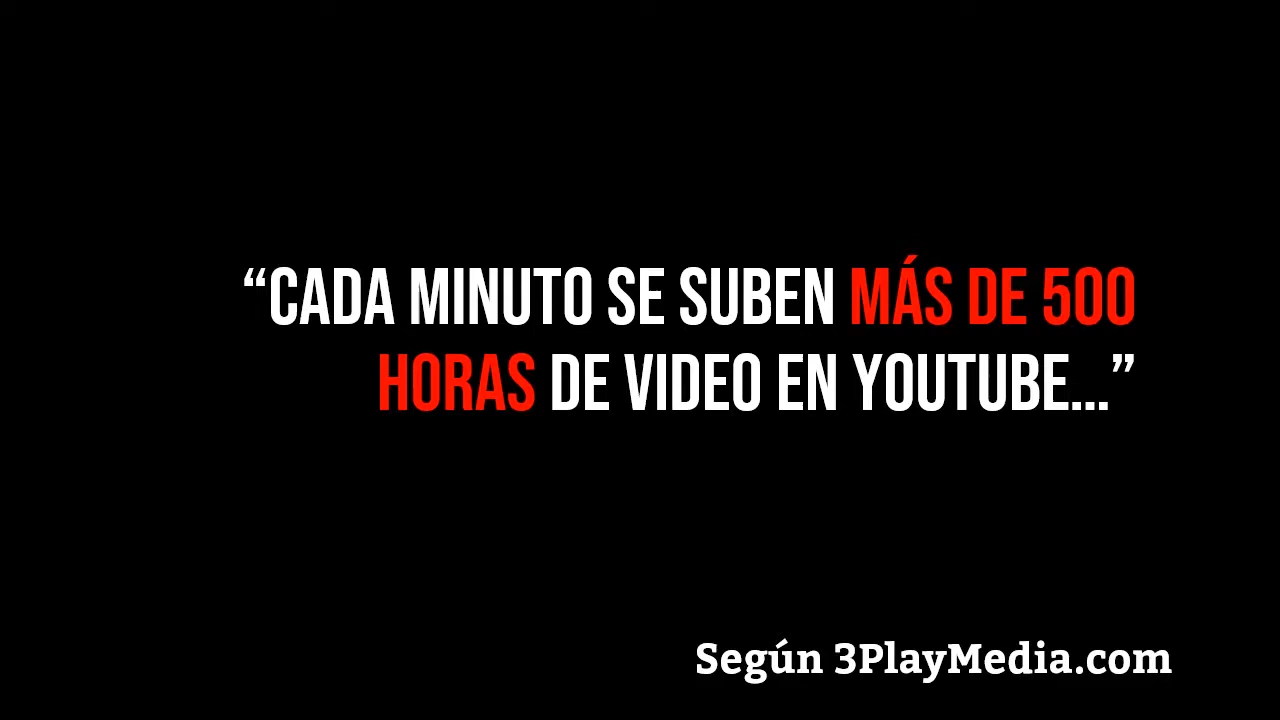 “CADA MINUTO SE SUBEN MÁS DE 500
HORAS DE VIDEO EN YOUTUBE...”
Según 3PlayMedia.com